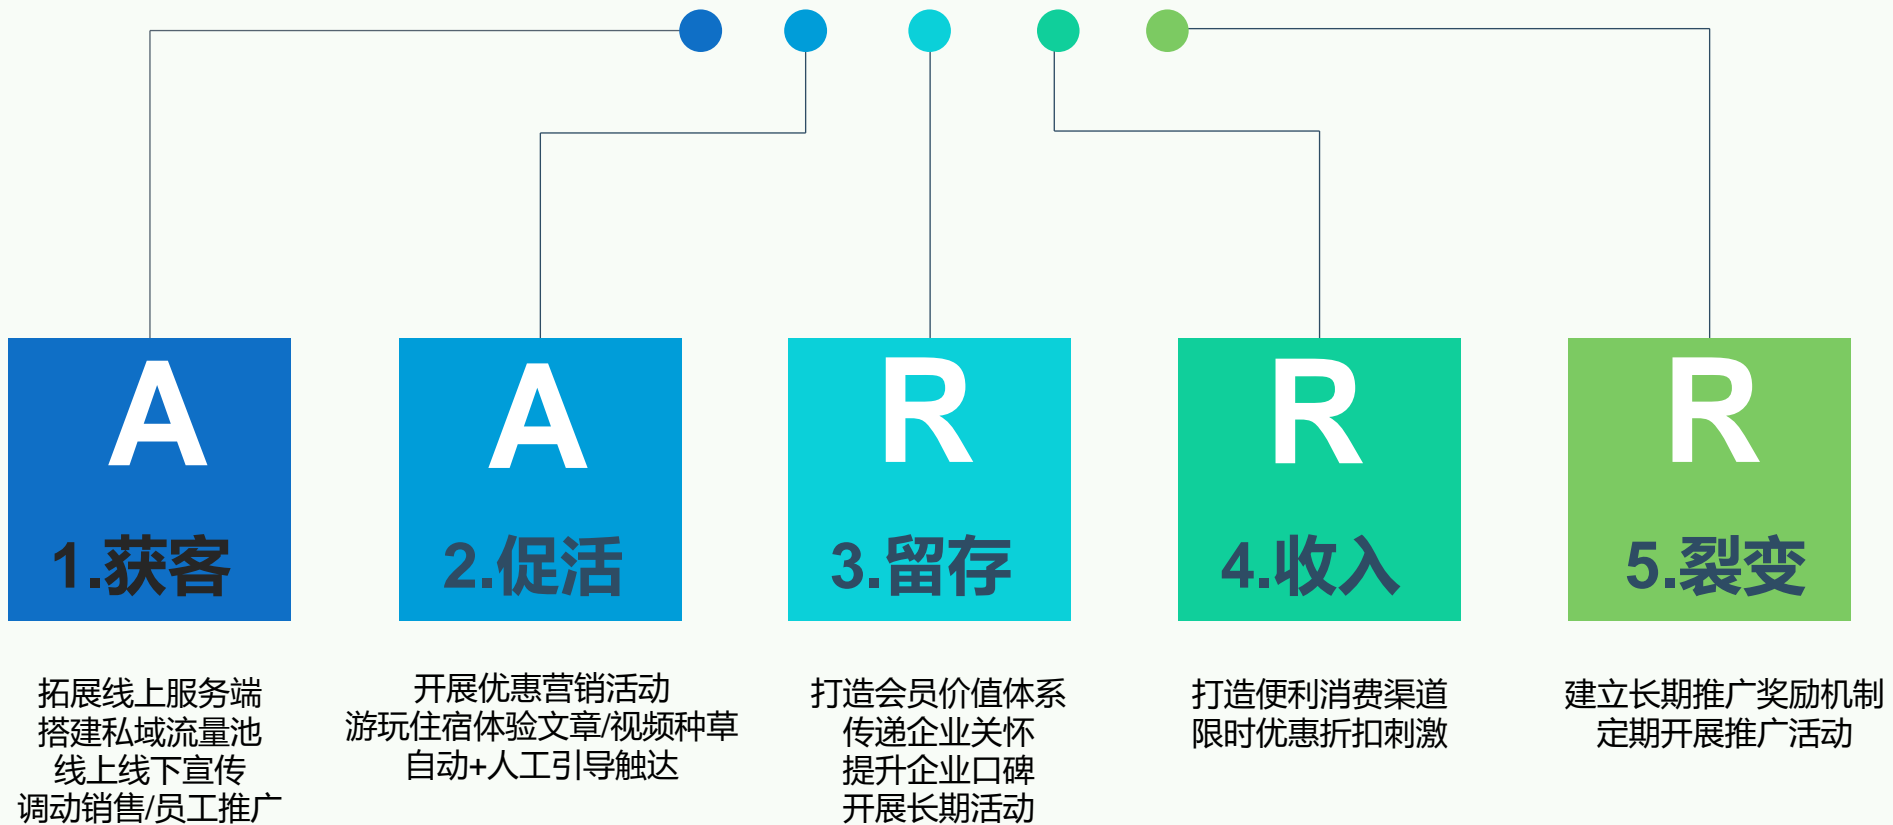 A
1.获客
拓展线上服务端
搭建私域流量池
线上线下宣传
调动销售/员工推广
A
2.促活
开展优惠营销活动
游玩住宿体验文章/视频种草
自动+人工引导触达
R
3.留存
打造会员价值体系
传递企业关怀
提升企业口碑
开展长期活动
R
4.收入
打造便利消费渠道
限时优惠折扣刺激
R
5.裂变
建立长期推广奖励机制
定期开展推广活动